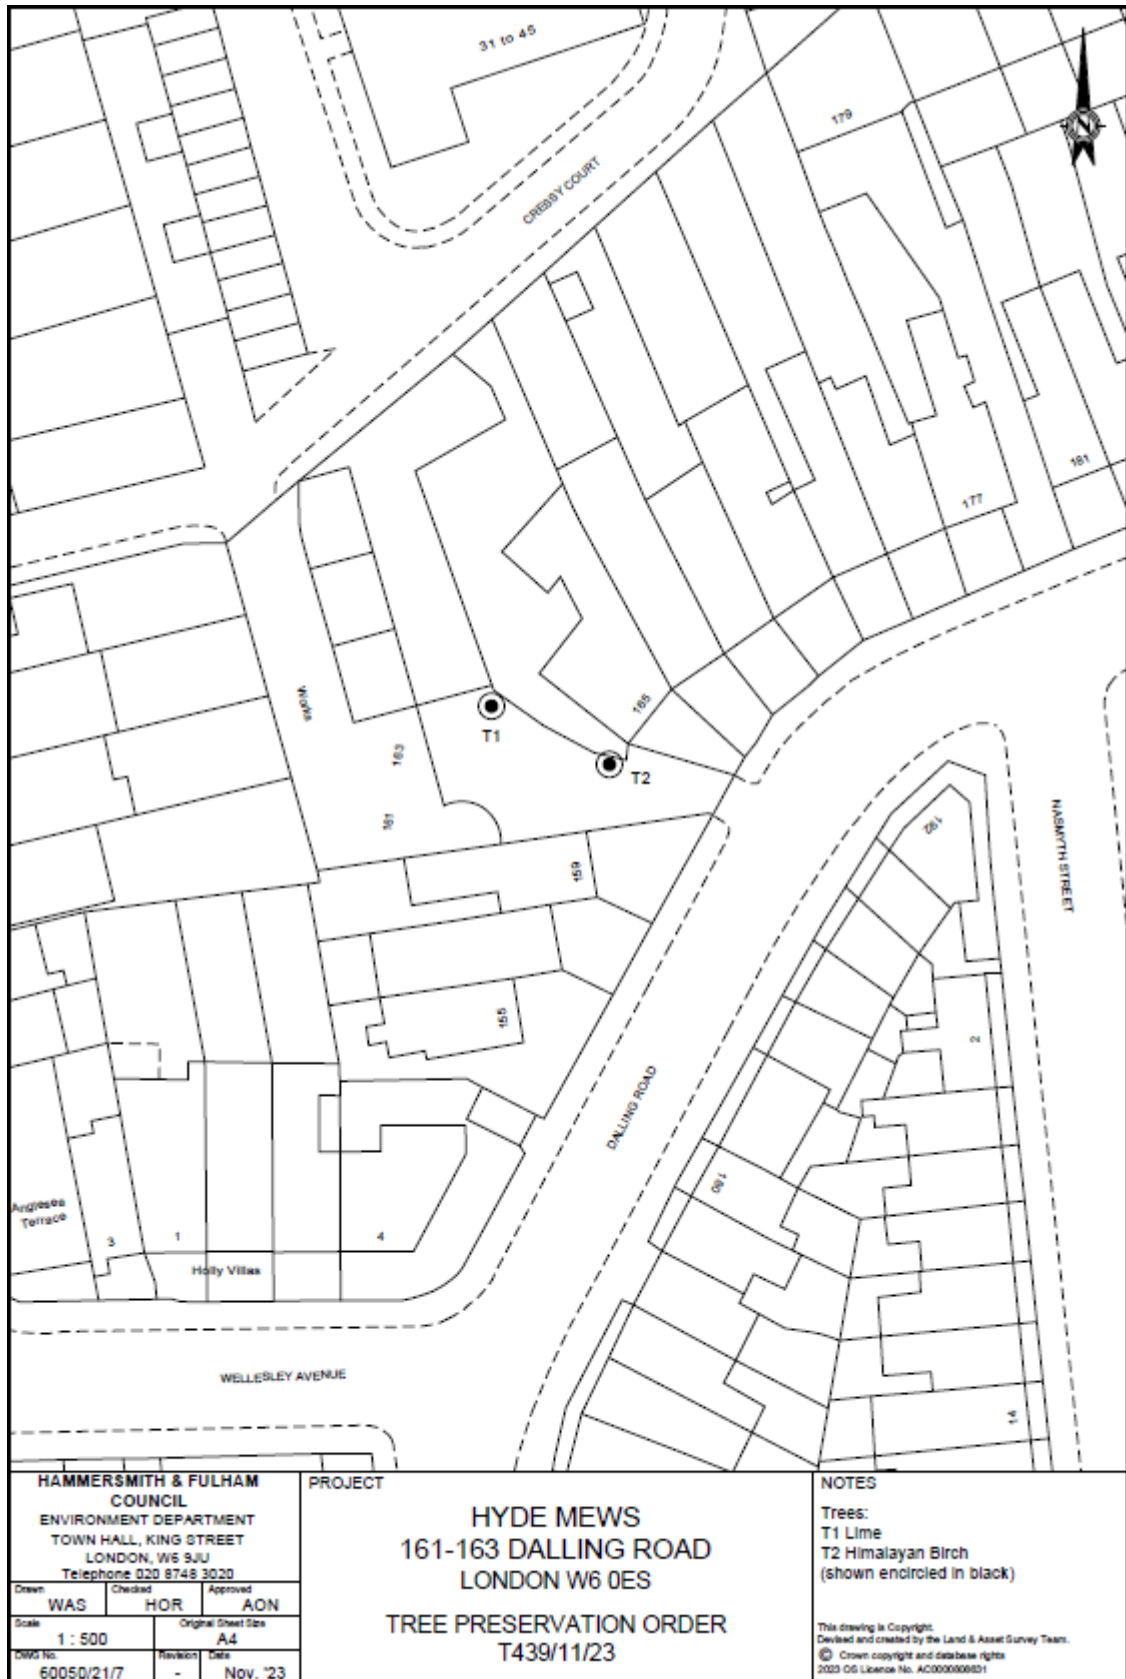 31 to 45
179
N
CRESSY COURT
181
177
Works
165
T1
163
T2
161
192
NASMYTH STREET
159
155
2
DALLING ROAD
180
Anglesea
Terrace
3
1
4
Holly Villas
WELLESLEY AVENUE
14
HAMMERSMITH & FULHAM
COUNCIL
ENVIRONMENT DEPARTMENT
TOWN HALL, KING STREET
LONDON, W6 9JU
Telephone 020 8748 3020
Drawn
WAS
Checked
HOR
Approved
AON
Scale
1 : 500
Original Sheet Size
A4
DWG No.
60050/21/7
Revision
-
Date
Nov. '23
PROJECT
HYDE MEWS
161-163 DALLING ROAD
LONDON W6 0ES
TREE PRESERVATION ORDER
T439/11/23
NOTES
Trees:
T1 Lime
T2 Himalayan Birch
(shown encircled in black)
This drawing is Copyright.
Devised and created by the Land & Asset Survey Team.
© Crown copyright and database rights
2023 OS Licence No.